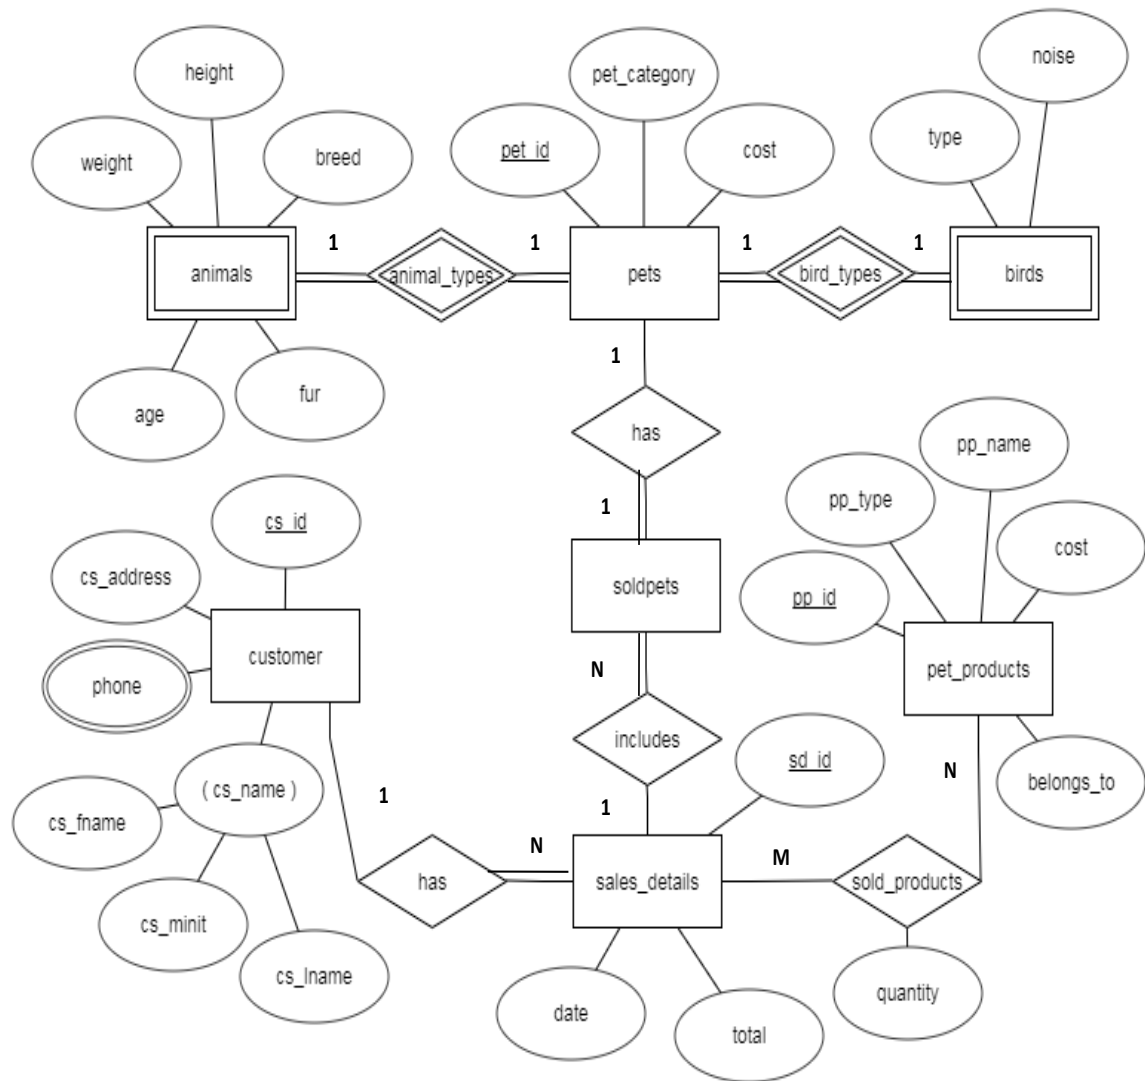 noise
height
pet_category
type
pet_id
cost
weight
breed
1
1
1
1
animals
animal_types
pets
bird_types
birds
1
age
fur
has
pp_name
pp_type
cs_id
1
cost
cs_address
soldpets
pp_id
customer
N
pet_products
phone
includes
sd_id
N
belongs_to
( cs_name )
1
cs_fname
1
N
M
has
sales_details
sold_products
cs_minit
cs_lname
quantity
date
total